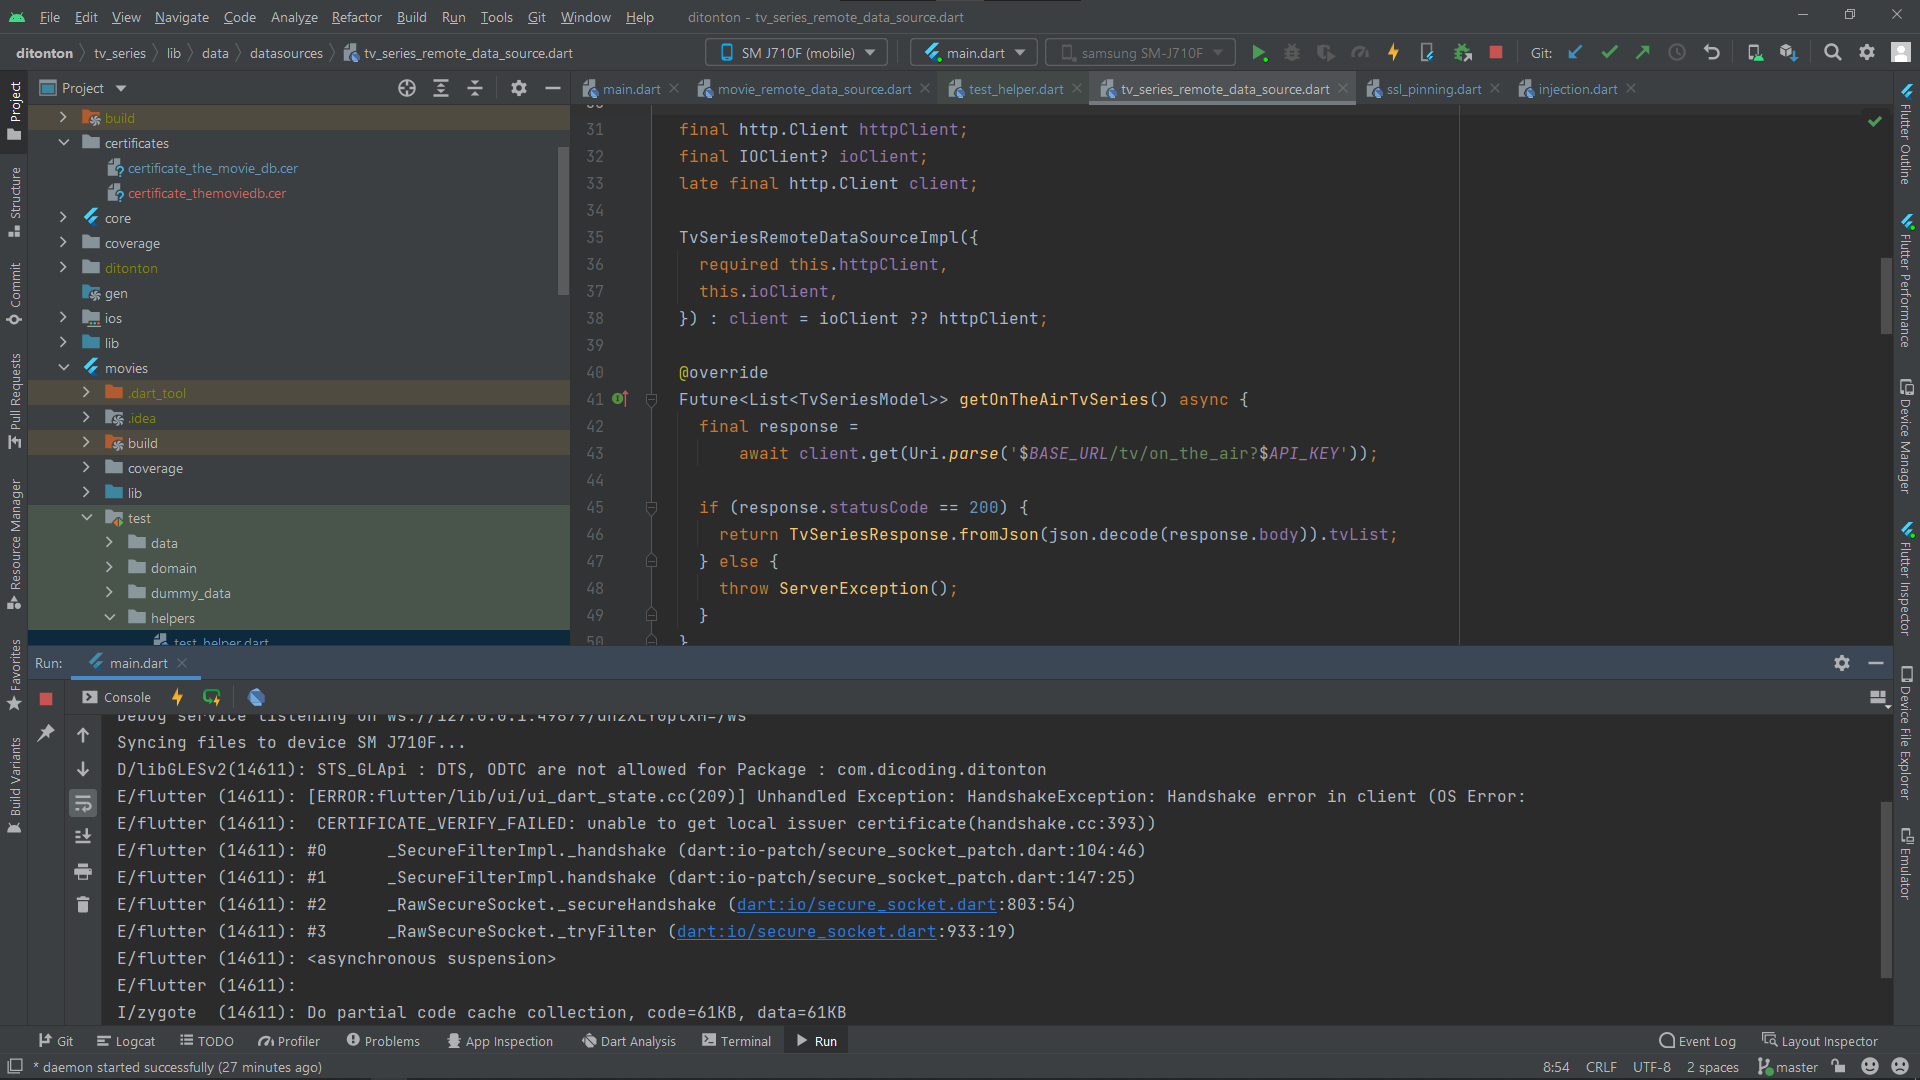 File Edit View Navigate Code Analyze Refactor Build Run Tools Git Window Help ditonton - tv_series_remote_data_source.dart
ditonton tv_series lib data datasources tv_series_remote_data_source.dart SM J710F (mobile) main.dart samsung SM-J710F Git:
Project
main.dart movie_remote_data_source.dart test_helper.dart tv_series_remote_data_source.dart ssl_pinning.dart injection.dart
build
certificates
certificate_the_movie_db.cer
certificate_themoviedb.cer
core
coverage
ditonton
gen
ios
lib
movies
.dart_tool
.idea
build
coverage
lib
test
data
domain
dummy_data
helpers
test_helper.dart
31 final http.Client httpClient;
32 final IOClient? ioClient;
33 late final http.Client client;
34
35 TvSeriesRemoteDataSourceImpl({
36 required this.httpClient,
37 this.ioClient,
38 }) : client = ioClient ?? httpClient;
39
40 @override
41 Future<List<TvSeriesModel>> getOnTheAirTvSeries() async {
42 final response =
43 await client.get(Uri.parse('$BASE_URL/tv/on_the_air?$API_KEY'));
44
45 if (response.statusCode == 200) {
46 return TvSeriesResponse.fromJson(json.decode(response.body)).tvList;
47 } else {
48 throw ServerException();
49 }
50 }
Project
Structure
Commit
Pull Requests
Resource Manager
Favorites
Build Variants
Flutter Outline
Flutter Performance
Device Manager
Flutter Inspector
Device File Explorer
Emulator
Run: main.dart
Console
Syncing files to device SM J710F...
D/libGLESv2(14611): STS_GLApi : DTS, ODTC are not allowed for Package : com.dicoding.ditonton
E/flutter (14611): [ERROR:flutter/lib/ui/ui_dart_state.cc(209)] Unhandled Exception: HandshakeException: Handshake error in client (OS Error:
E/flutter (14611):  CERTIFICATE_VERIFY_FAILED: unable to get local issuer certificate(handshake.cc:393))
E/flutter (14611): #0      _SecureFilterImpl._handshake (dart:io-patch/secure_socket_patch.dart:104:46)
E/flutter (14611): #1      _SecureFilterImpl.handshake (dart:io-patch/secure_socket_patch.dart:147:25)
E/flutter (14611): #2      _RawSecureSocket._secureHandshake (dart:io/secure_socket.dart:803:54)
E/flutter (14611): #3      _RawSecureSocket._tryFilter (dart:io/secure_socket.dart:933:19)
E/flutter (14611): <asynchronous suspension>
E/flutter (14611):
I/zygote  (14611): Do partial code cache collection, code=61KB, data=61KB
Git Logcat TODO Profiler Problems App Inspection Dart Analysis Terminal Run Event Log Layout Inspector
* daemon started successfully (27 minutes ago) 8:54 CRLF UTF-8 2 spaces master